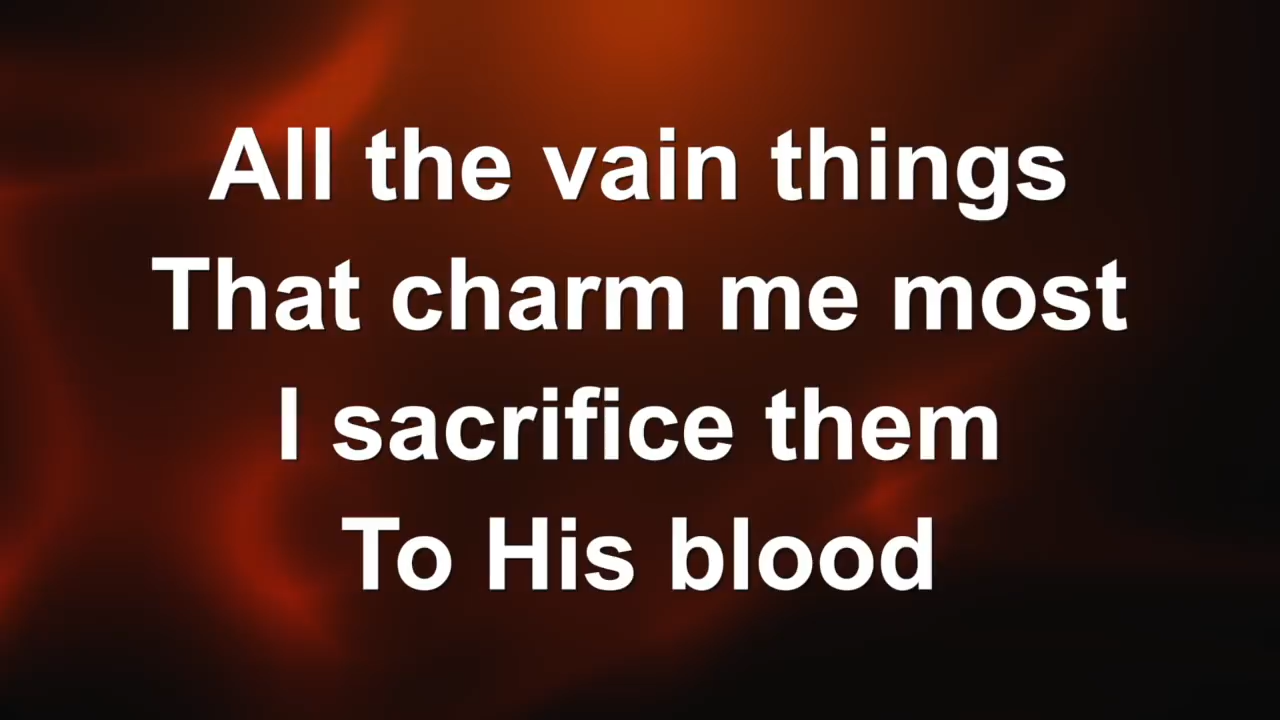 All the vain things
That charm me most
I sacrifice them
To His blood